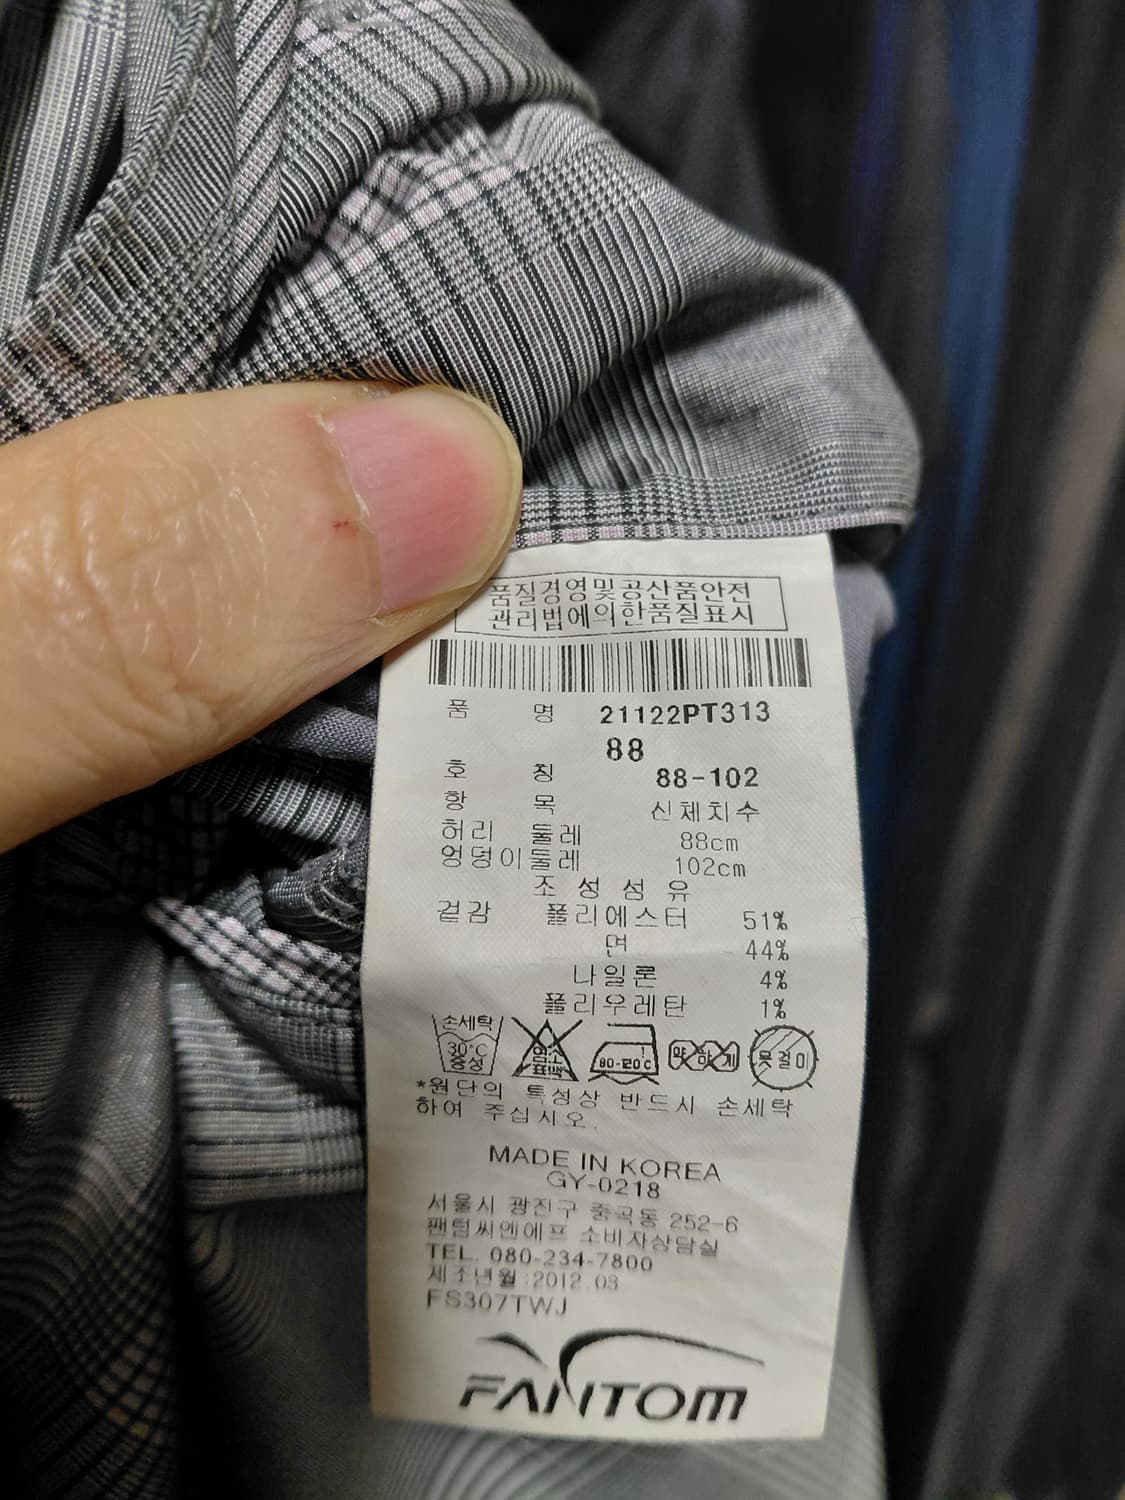 품질경영및공산품안전
관리법에의한품질표시
품 명 21122PT313
88
호 칭 88-102
항 목 신체치수
허리 둘레 88cm
엉덩이둘레 102cm
조성섬유
겉감 폴리에스터 51%
면 44%
나일론 4%
폴리우레탄 1%
손세탁 30℃ 중성 염소 표백 80-120℃ 약하게 뭇걸이
*원단의 특성상 반드시 손세탁
하여 주십시오.
MADE IN KOREA
GY-0218
서울시 광진구 중곡동 252-6
팬텀씨앤에프 소비자상담실
TEL. 080-234-7800
제조년월:2012.03
FS307TWJ
FANTOM